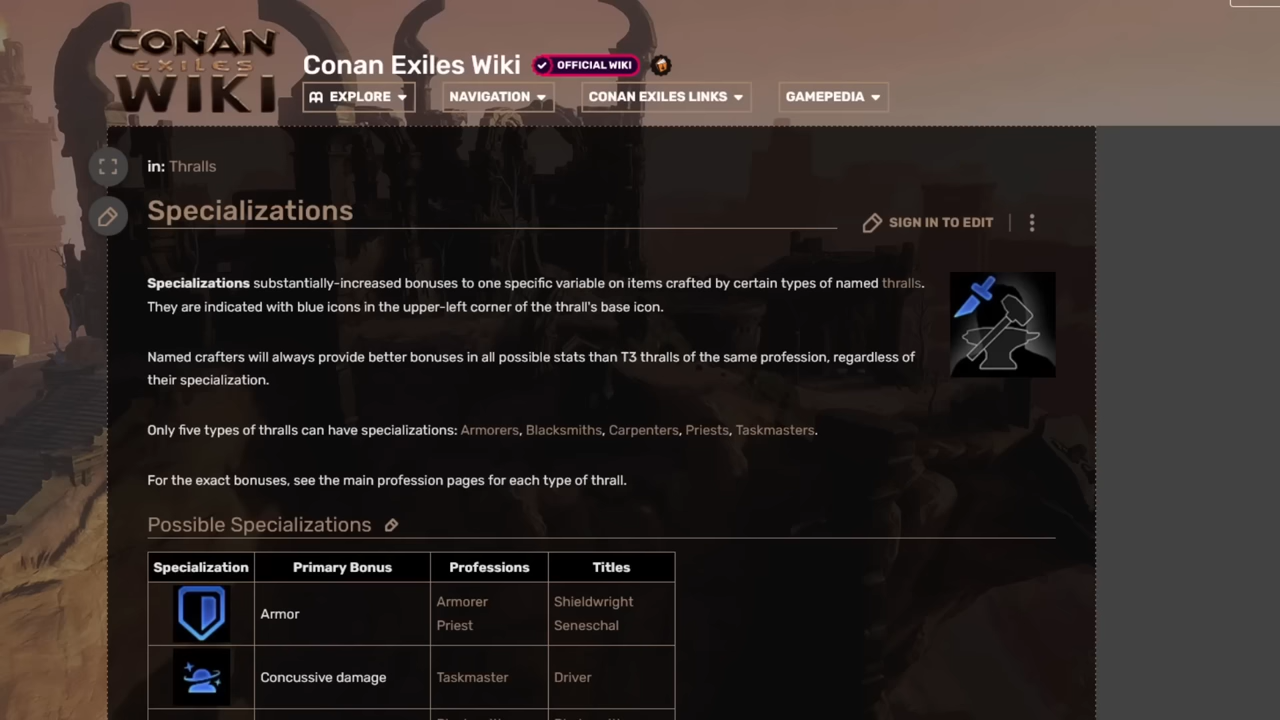 CONAN
EXILES
WIKI
Conan Exiles Wiki OFFICIAL WIKI
EXPLORE NAVIGATION CONAN EXILES LINKS GAMEPEDIA
in: Thralls
Specializations
SIGN IN TO EDIT
Specializations substantially-increased bonuses to one specific variable on items crafted by certain types of named thralls.
They are indicated with blue icons in the upper-left corner of the thrall's base icon.
Named crafters will always provide better bonuses in all possible stats than T3 thralls of the same profession, regardless of
their specialization.
Only five types of thralls can have specializations: Armorers, Blacksmiths, Carpenters, Priests, Taskmasters.
For the exact bonuses, see the main profession pages for each type of thrall.
Possible Specializations
Specialization Primary Bonus Professions Titles
Armor
Armorer Shieldwright
Priest Seneschal
Concussive damage Taskmaster Driver